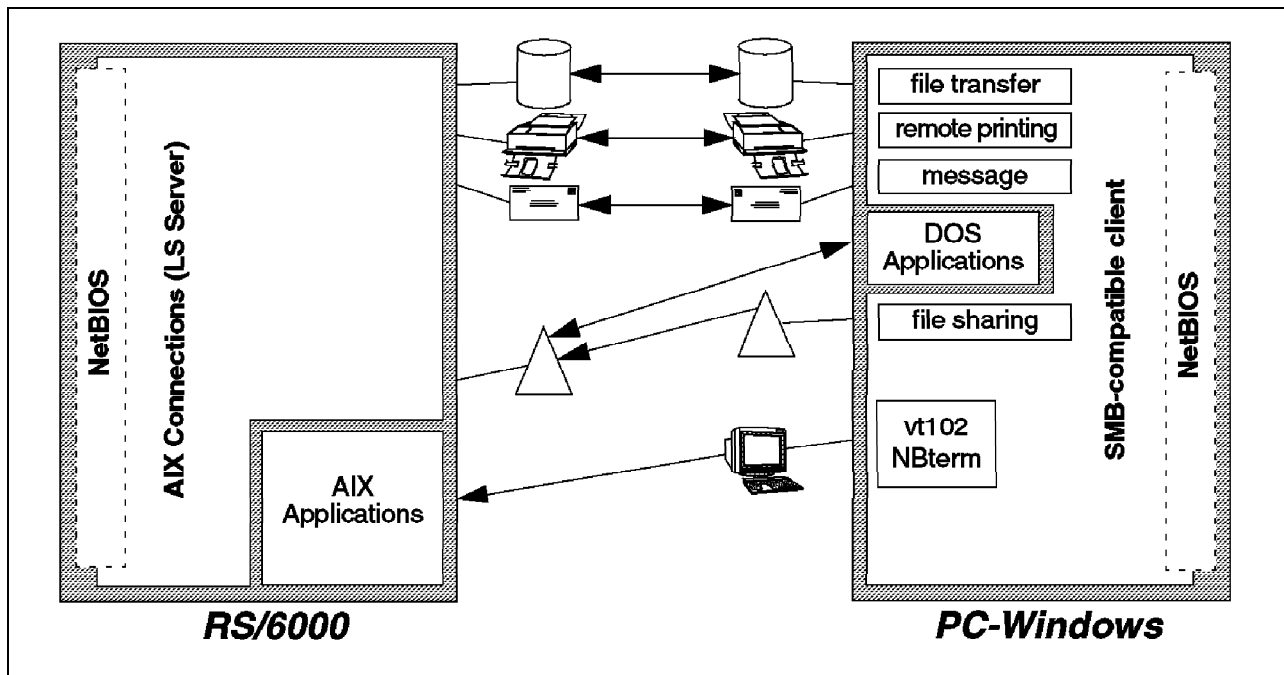 NetBIOS
AIX Connections (LS Server)
AIX
Applications
RS/6000
file transfer
remote printing
message
DOS
Applications
file sharing
vt102
NBterm
SMB-compatible client
NetBIOS
PC-Windows